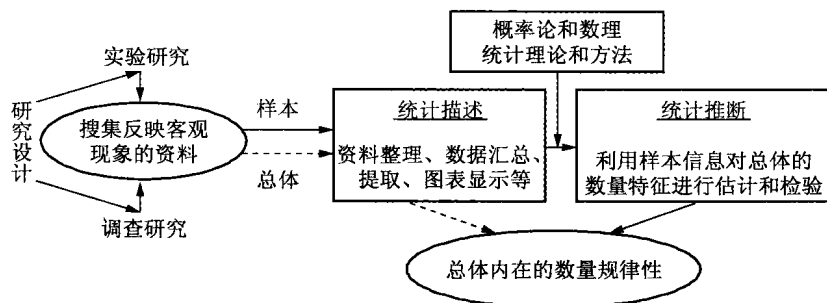 概率论和数理
统计理论和方法
实验研究
研究设计
搜集反映客观
现象的资料
调查研究
样本
总体
统计描述
资料整理、数据汇总、
提取、图表显示等
统计推断
利用样本信息对总体的
数量特征进行估计和检验
总体内在的数量规律性